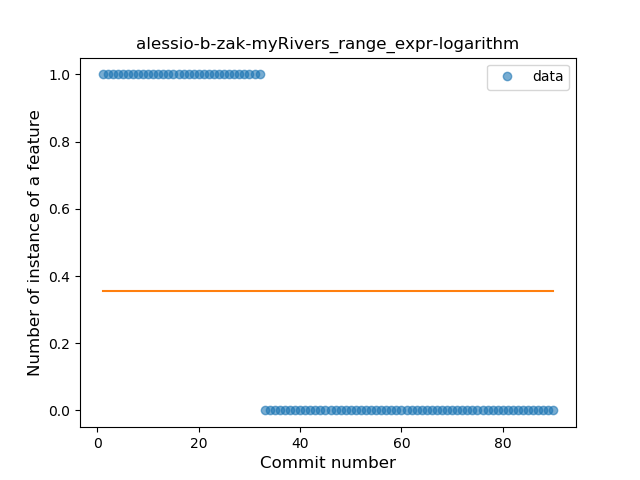 alessio-b-zak-myRivers_range_expr-logarithm
data
Number of instance of a feature
1.0
0.8
0.6
0.4
0.2
0.0
0 20 40 60 80
Commit number